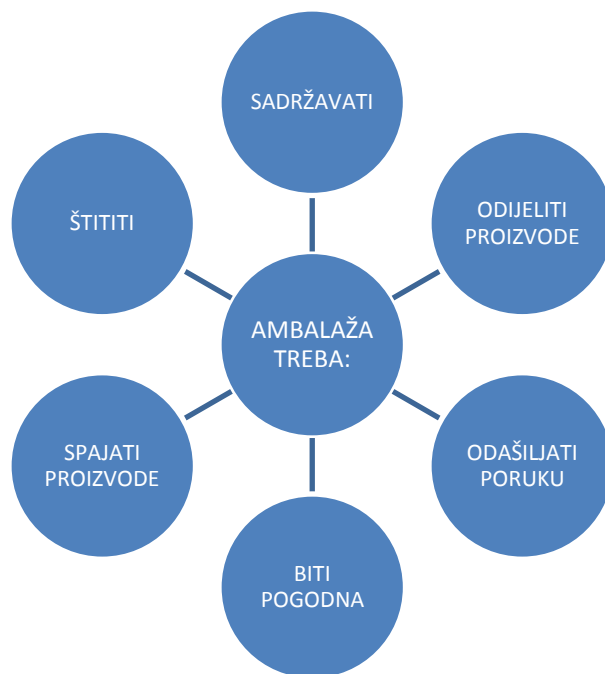 SADRŽAVATI
ODIJELITI
PROIZVODE
ODAŠILJATI
PORUKU
BITI
POGODNA
SPAJATI
PROIZVODE
ŠTITITI
AMBALAŽA
TREBA: